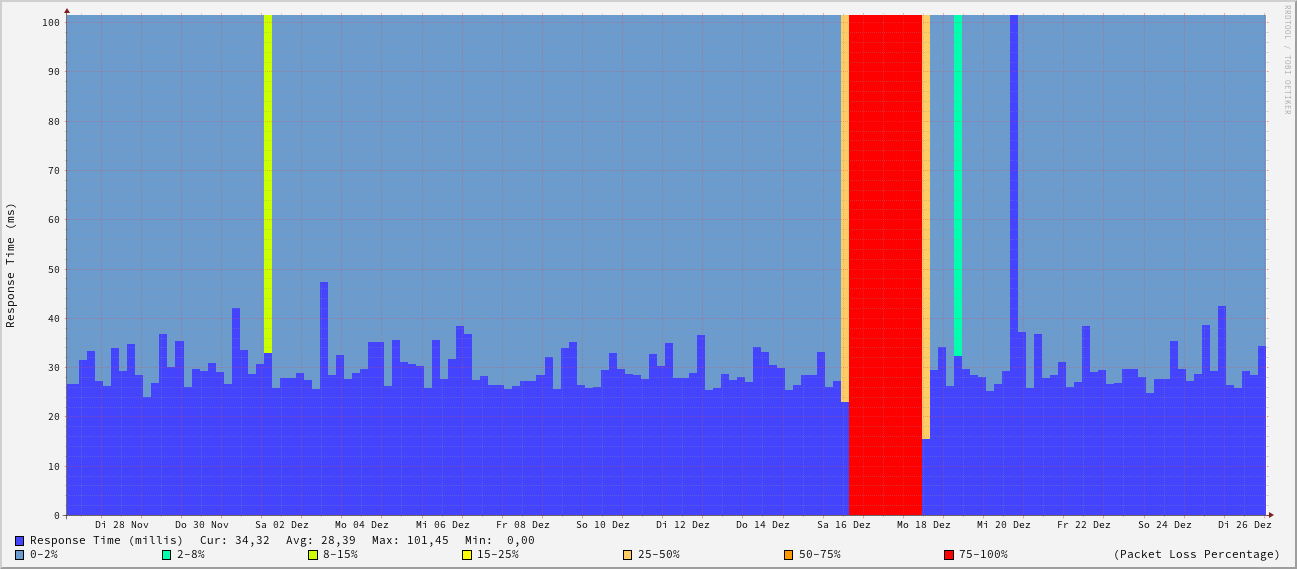 RRDTOOL / TOBI OETIKER
Response Time (ms)
100
90
80
70
60
50
40
30
20
10
0
Di 28 Nov Do 30 Nov Sa 02 Dez Mo 04 Dez Mi 06 Dez Fr 08 Dez So 10 Dez Di 12 Dez Do 14 Dez Sa 16 Dez Mo 18 Dez Mi 20 Dez Fr 22 Dez So 24 Dez Di 26 Dez
Response Time (millis) Cur: 34,32 Avg: 28,39 Max: 101,45 Min: 0,00
0-2% 2-8% 8-15% 15-25% 25-50% 50-75% 75-100% (Packet Loss Percentage)